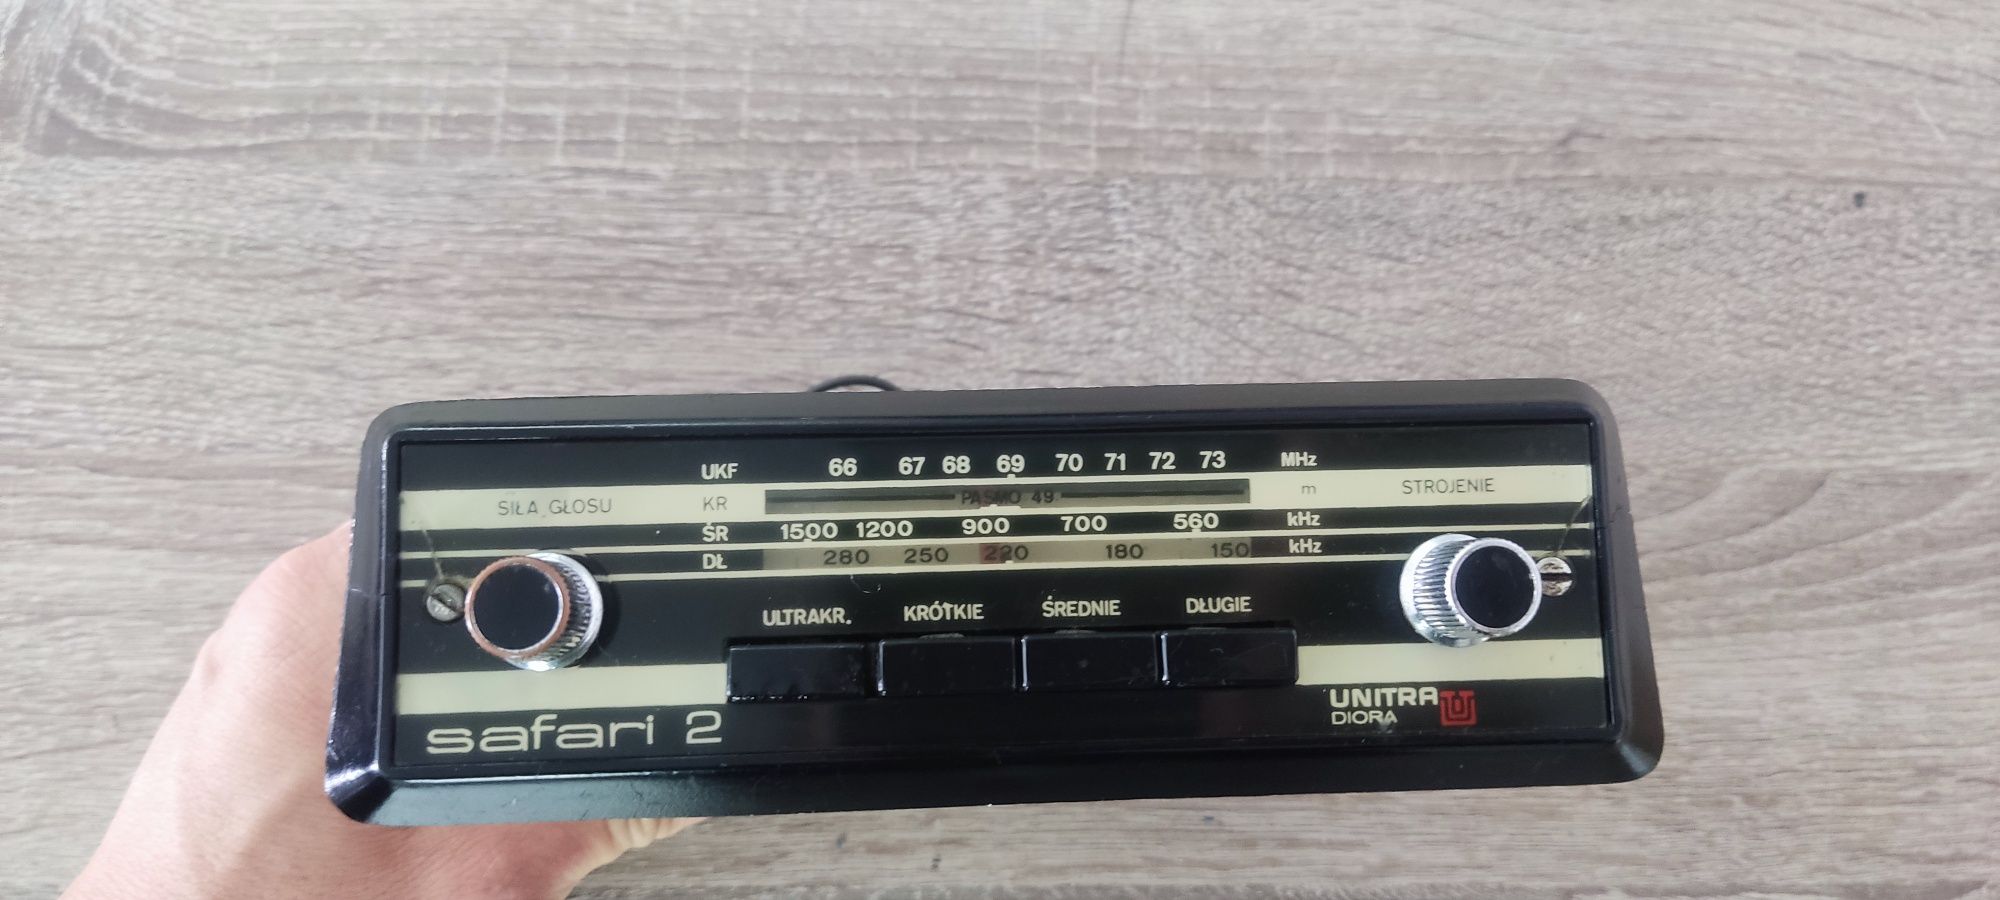 UKF 66 67 68 69 70 71 72 73 MHz
SIŁA GŁOSU KR PASMO 49 m STROJENIE
ŚR 1500 1200 900 700 560 kHz
DŁ 280 250 220 180 150 kHz
ULTRAKR. KRÓTKIE ŚREDNIE DŁUGIE
safari 2
UNITRA
DIORA